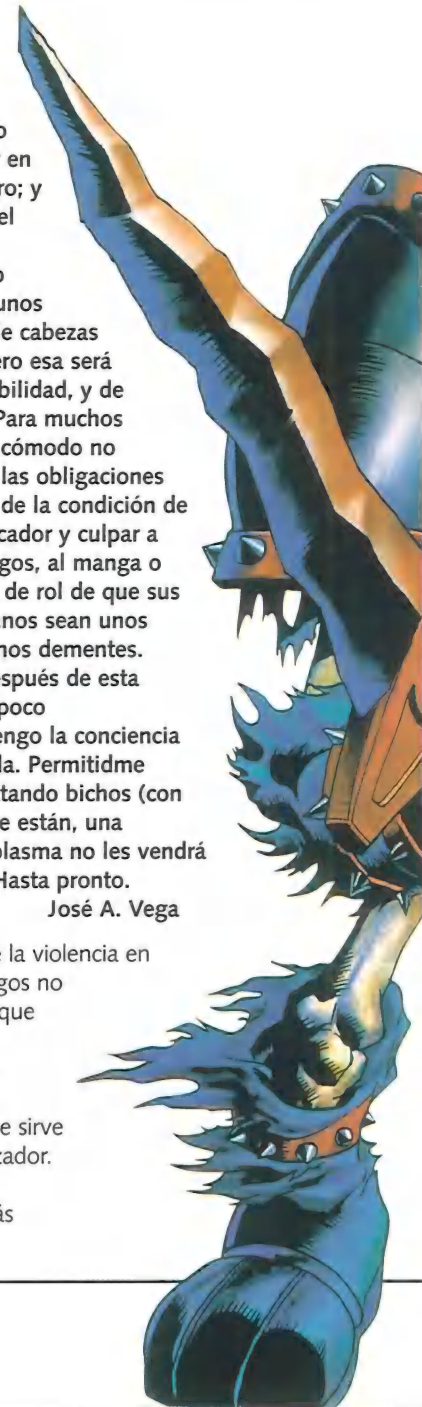 o
en
ro; y
el
o
unos
e cabezas
ero esa será
bilidad, y de
Para muchos
cómodo no
las obligaciones
de la condición de
cador y culpar a
gos, al manga o
de rol de que sus
nos sean unos
nos dementes.
spués de esta
poco
engo la conciencia
la. Permitidme
tando bichos (con
e están, una
plasma no les vendrá
Hasta pronto.
José A. Vega
e la violencia en
gos no
que
e sirve
zador.
ás